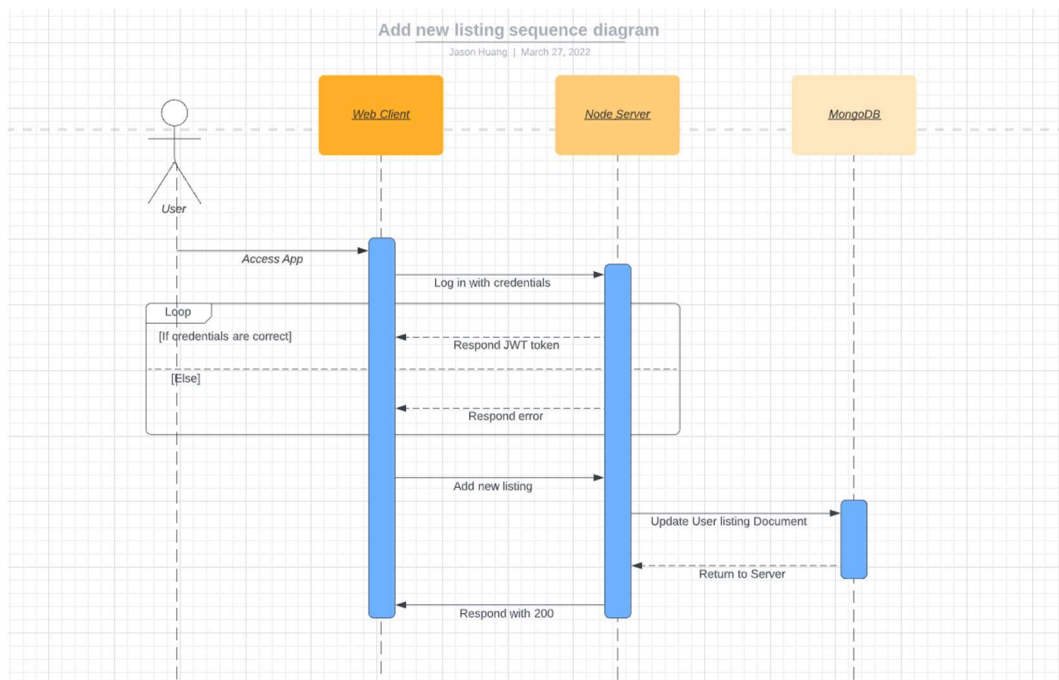 Add new listing sequence diagram
Jason Huang | March 27, 2022
Web Client
Node Server
MongoDB
User
Access App
Log in with credentials
Loop
[If credentials are correct]
Respond JWT token
[Else]
Respond error
Add new listing
Update User listing Document
Return to Server
Respond with 200